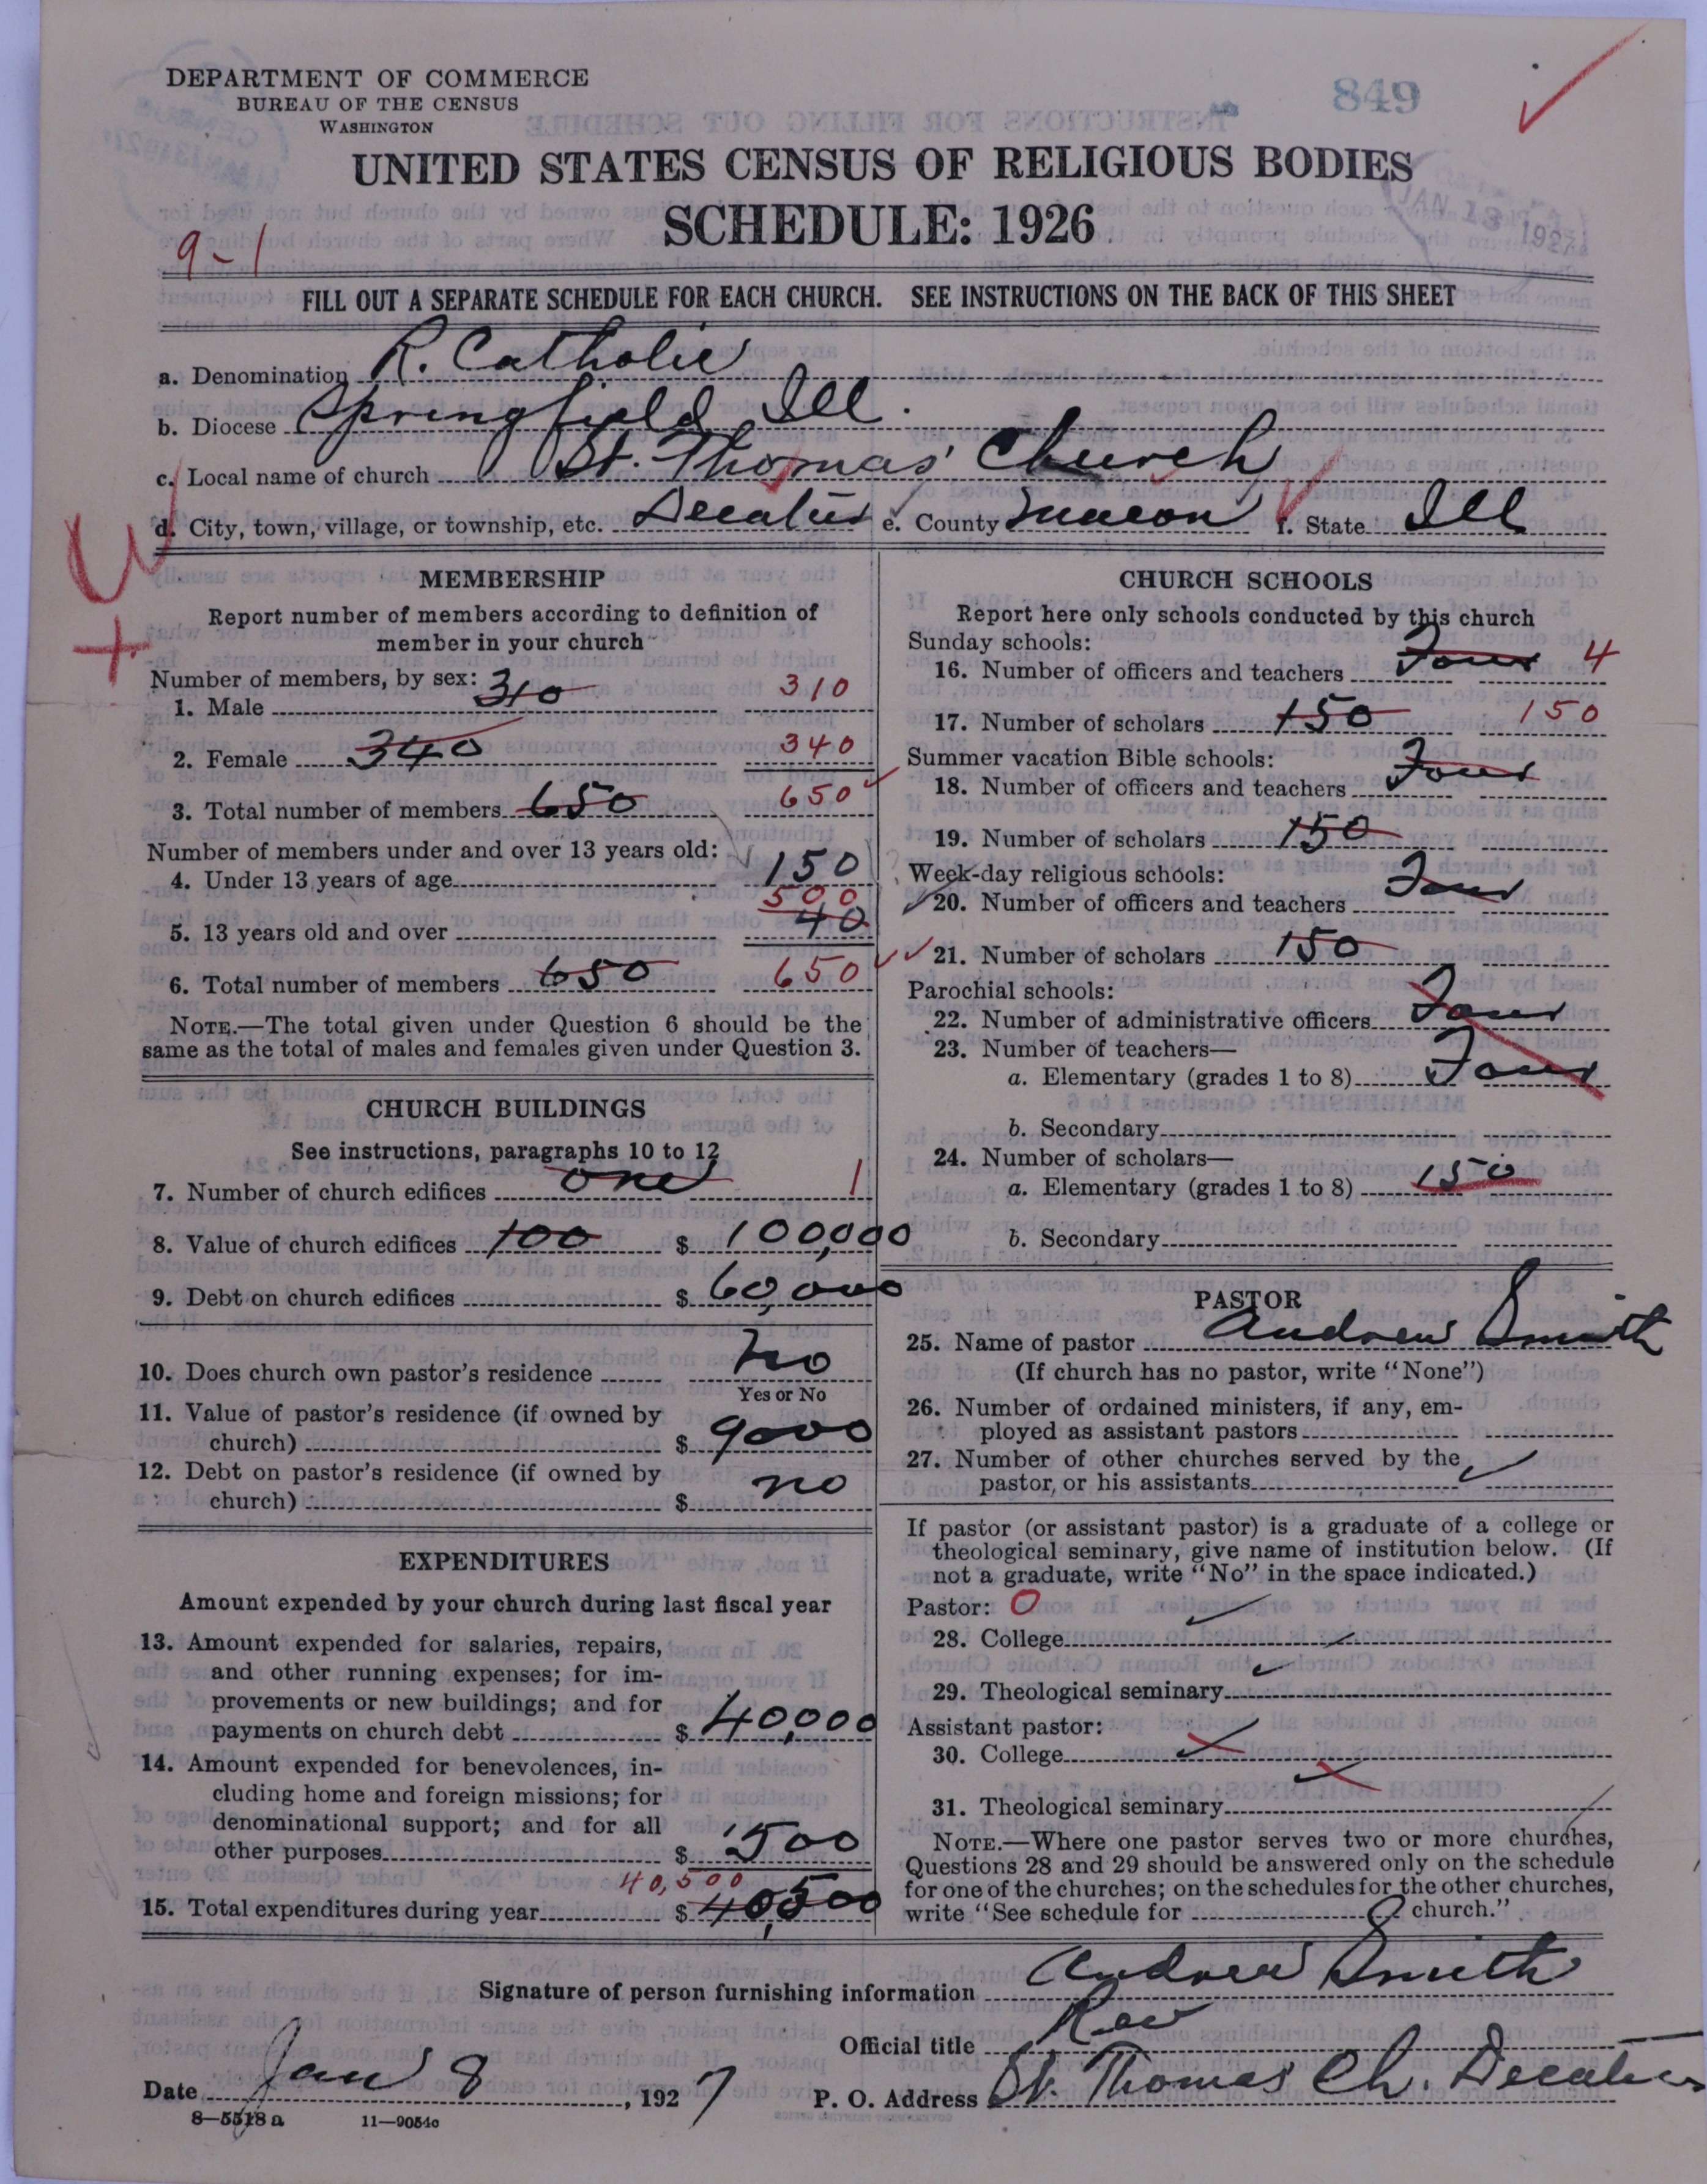 DEPARTMENT OF COMMERCE
BUREAU OF THE CENSUS
WASHINGTON
849
UNITED STATES CENSUS OF RELIGIOUS BODIES
SCHEDULE: 1926
JAN 13 1927
9-1
FILL OUT A SEPARATE SCHEDULE FOR EACH CHURCH. SEE INSTRUCTIONS ON THE BACK OF THIS SHEET
a. Denomination R. Catholic
b. Diocese Springfield Ill.
c. Local name of church St. Thomas' Church
d. City, town, village, or township, etc. Decatur e. County Macon f. State Ill
MEMBERSHIP
Report number of members according to definition of
member in your church
Number of members, by sex:
1. Male 310 310
2. Female 340 340
3. Total number of members 650 650
Number of members under and over 13 years old:
4. Under 13 years of age 150
500
5. 13 years old and over 40
6. Total number of members 650 650
NOTE.—The total given under Question 6 should be the
same as the total of males and females given under Question 3.
CHURCH BUILDINGS
See instructions, paragraphs 10 to 12
7. Number of church edifices one 1
8. Value of church edifices 100 $ 100,000
9. Debt on church edifices $ 60,000
10. Does church own pastor's residence no
Yes or No
11. Value of pastor's residence (if owned by
church) $ 9000
12. Debt on pastor's residence (if owned by
church) $ no
EXPENDITURES
Amount expended by your church during last fiscal year
13. Amount expended for salaries, repairs,
and other running expenses; for im-
provements or new buildings; and for
payments on church debt $ 40,000
14. Amount expended for benevolences, in-
cluding home and foreign missions; for
denominational support; and for all
other purposes $ 500
40,500
15. Total expenditures during year $ 40,500
CHURCH SCHOOLS
Report here only schools conducted by this church
Sunday schools:
16. Number of officers and teachers Four 4
17. Number of scholars 150 150
Summer vacation Bible schools:
18. Number of officers and teachers Four
19. Number of scholars 150
Week-day religious schools:
20. Number of officers and teachers Four
21. Number of scholars 150
Parochial schools:
22. Number of administrative officers Four
23. Number of teachers—
a. Elementary (grades 1 to 8) Four
b. Secondary
24. Number of scholars—
a. Elementary (grades 1 to 8) 150
b. Secondary
PASTOR
25. Name of pastor Andrew Smith
(If church has no pastor, write "None")
26. Number of ordained ministers, if any, em-
ployed as assistant pastors
27. Number of other churches served by the
pastor, or his assistants
If pastor (or assistant pastor) is a graduate of a college or
theological seminary, give name of institution below. (If
not a graduate, write "No" in the space indicated.)
Pastor: 0
28. College
29. Theological seminary
Assistant pastor:
30. College
31. Theological seminary
NOTE.—Where one pastor serves two or more churches,
Questions 28 and 29 should be answered only on the schedule
for one of the churches; on the schedules for the other churches,
write "See schedule for church."
Signature of person furnishing information Andrew Smith
Official title Rev
Date Jan 8, 1927 P. O. Address St. Thomas Ch. Decatur
8—5518 a 11—9054c